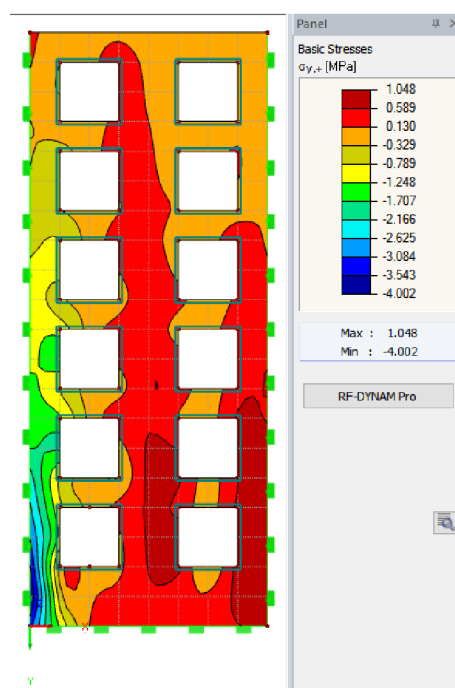 Panel
Basic Stresses
σy,+ [MPa]
1.048
0.589
0.130
-0.329
-0.789
-1.248
-1.707
-2.166
-2.625
-3.084
-3.543
-4.002
Max : 1.048
Min : -4.002
RF-DYNAM Pro
X
Y